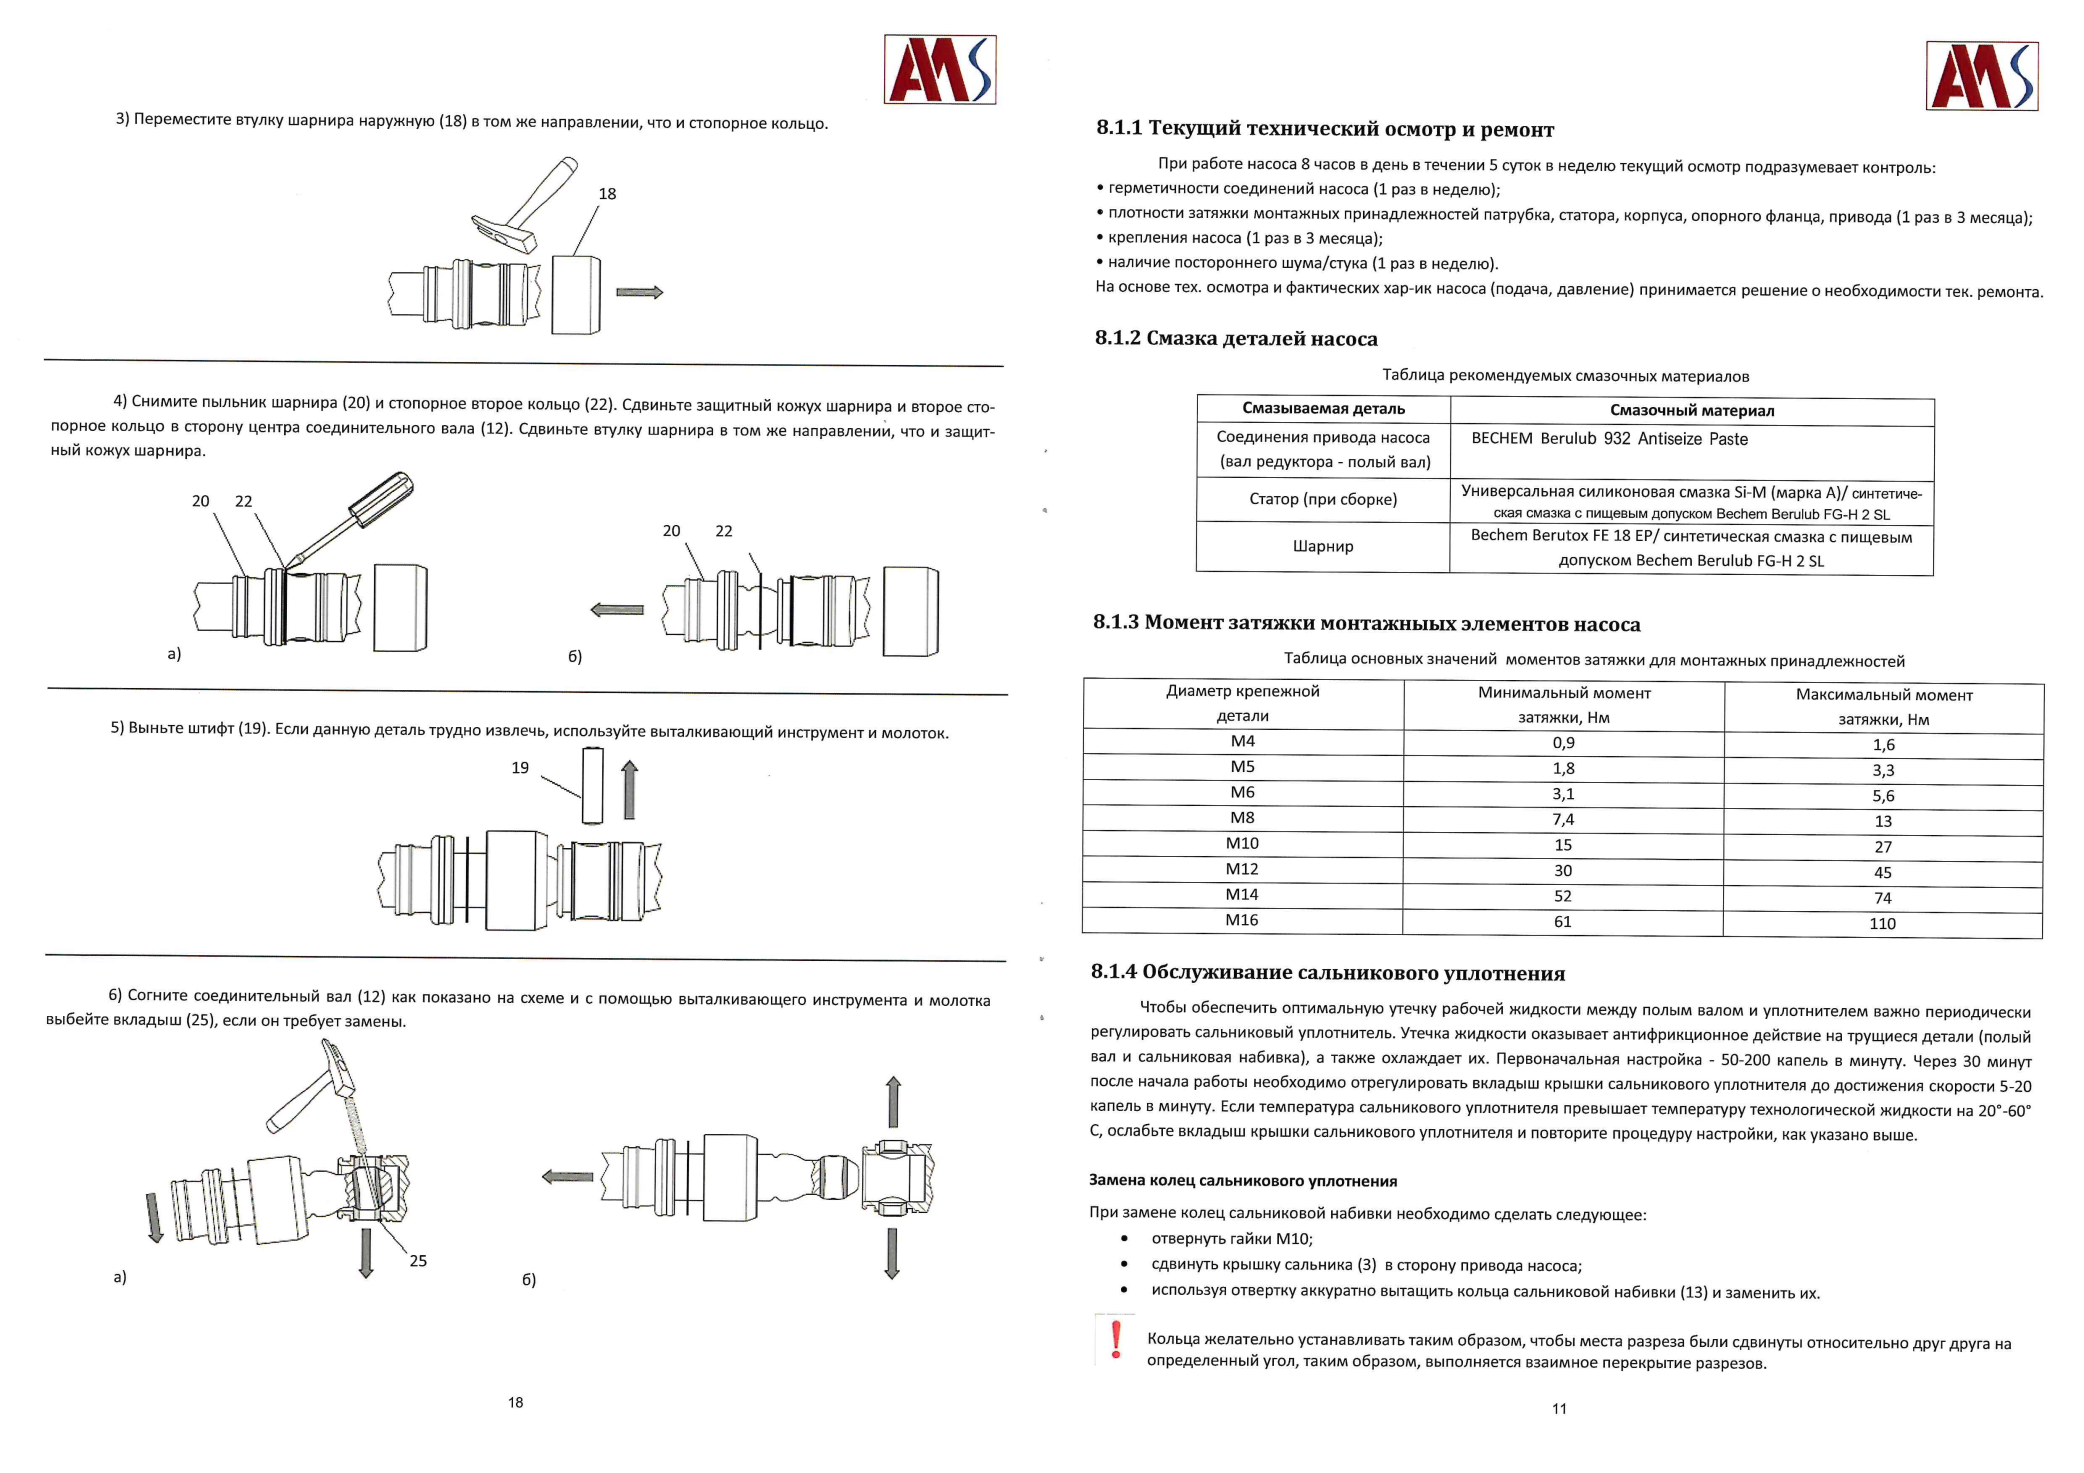 AMS
3) Переместите втулку шарнира наружную (18) в том же направлении, что и стопорное кольцо.
18
4) Снимите пыльник шарнира (20) и стопорное второе кольцо (22). Сдвиньте защитный кожух шарнира и второе сто-
порное кольцо в сторону центра соединительного вала (12). Сдвиньте втулку шарнира в том же направлении, что и защит-
ный кожух шарнира.
20 22
20 22
а)
б)
5) Выньте штифт (19). Если данную деталь трудно извлечь, используйте выталкивающий инструмент и молоток.
19
6) Согните соединительный вал (12) как показано на схеме и с помощью выталкивающего инструмента и молотка
выбейте вкладыш (25), если он требует замены.
25
а)
б)
18
AMS
8.1.1 Текущий технический осмотр и ремонт
При работе насоса 8 часов в день в течении 5 суток в неделю текущий осмотр подразумевает контроль:
• герметичности соединений насоса (1 раз в неделю);
• плотности затяжки монтажных принадлежностей патрубка, статора, корпуса, опорного фланца, привода (1 раз в 3 месяца);
• крепления насоса (1 раз в 3 месяца);
• наличие постороннего шума/стука (1 раз в неделю).
На основе тех. осмотра и фактических хар-ик насоса (подача, давление) принимается решение о необходимости тек. ремонта.
8.1.2 Смазка деталей насоса
Таблица рекомендуемых смазочных материалов
Смазываемая деталь Смазочный материал
Соединения привода насоса BECHEM Berulub 932 Antiseize Paste
(вал редуктора - полый вал)
Статор (при сборке) Универсальная силиконовая смазка Si-M (марка А)/ синтетиче-
ская смазка с пищевым допуском Bechem Berulub FG-H 2 SL
Шарнир Bechem Berutox FE 18 EP/ синтетическая смазка с пищевым
допуском Bechem Berulub FG-H 2 SL
8.1.3 Момент затяжки монтажныых элементов насоса
Таблица основных значений моментов затяжки для монтажных принадлежностей
Диаметр крепежной Минимальный момент Максимальный момент
детали затяжки, Нм затяжки, Нм
М4 0,9 1,6
М5 1,8 3,3
М6 3,1 5,6
М8 7,4 13
М10 15 27
М12 30 45
М14 52 74
М16 61 110
8.1.4 Обслуживание сальникового уплотнения
Чтобы обеспечить оптимальную утечку рабочей жидкости между полым валом и уплотнителем важно периодически
регулировать сальниковый уплотнитель. Утечка жидкости оказывает антифрикционное действие на трущиеся детали (полый
вал и сальниковая набивка), а также охлаждает их. Первоначальная настройка - 50-200 капель в минуту. Через 30 минут
после начала работы необходимо отрегулировать вкладыш крышки сальникового уплотнителя до достижения скорости 5-20
капель в минуту. Если температура сальникового уплотнителя превышает температуру технологической жидкости на 20°-60°
С, ослабьте вкладыш крышки сальникового уплотнителя и повторите процедуру настройки, как указано выше.
Замена колец сальникового уплотнения
При замене колец сальниковой набивки необходимо сделать следующее:
• отвернуть гайки М10;
• сдвинуть крышку сальника (3) в сторону привода насоса;
• используя отвертку аккуратно вытащить кольца сальниковой набивки (13) и заменить их.
! Кольца желательно устанавливать таким образом, чтобы места разреза были сдвинуты относительно друг друга на
определенный угол, таким образом, выполняется взаимное перекрытие разрезов.
11